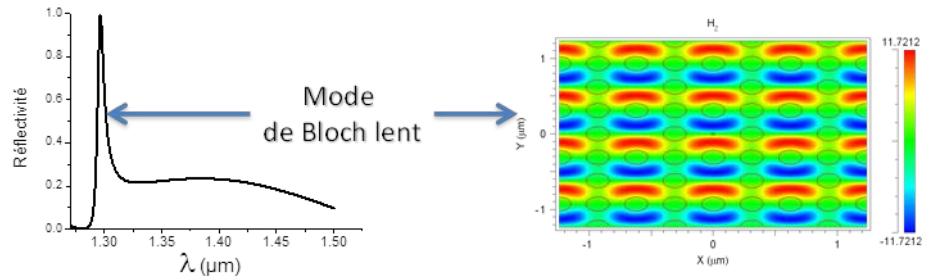 Réflectivité
1.0
0.8
0.6
0.4
0.2
0.0
1.30 1.35 1.40 1.45 1.50
λ (µm)
Mode
de Bloch lent
Hz
Y (µm)
1
0
-1
-1 0 1
X (µm)
11.7212
-11.7212